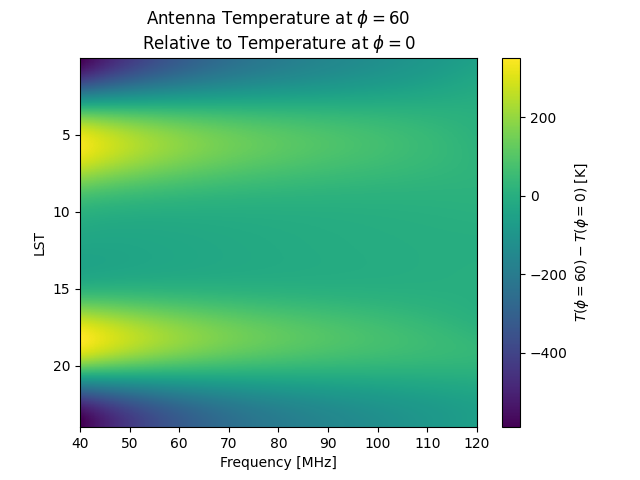 Antenna Temperature at ϕ = 60
Relative to Temperature at ϕ = 0
5
10
15
20
LST
40 50 60 70 80 90 100 110 120
Frequency [MHz]
200
0
−200
−400
T(ϕ = 60) − T(ϕ = 0) [K]